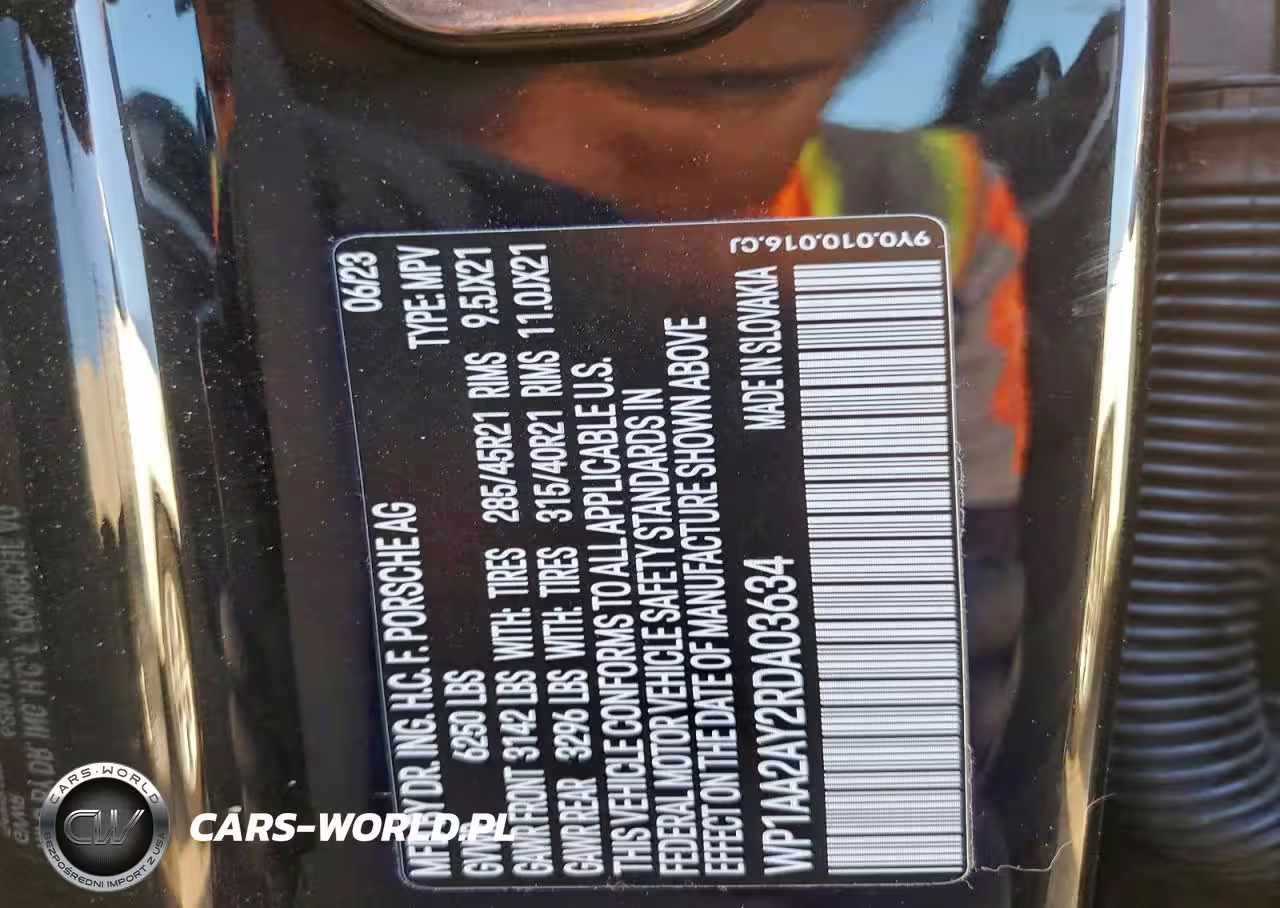 MFD BY DR. ING. H.C. F. PORSCHE AG 06/23
GVWR 6250 LBS TYPE: MPV
GAWR FRONT 3142 LBS WITH: TIRES 285/45R21 RIMS 9.5JX21
GAWR REAR 3296 LBS WITH: TIRES 315/40R21 RIMS 11.0JX21
THIS VEHICLE CONFORMS TO ALL APPLICABLE U.S.
FEDERAL MOTOR VEHICLE SAFETY STANDARDS IN
EFFECT ON THE DATE OF MANUFACTURE SHOWN ABOVE
WP1AA2AY2RDA03634 MADE IN SLOVAKIA
9Y0.010.016.CJ
CARS-WORLD
CW
BEZPOŚREDNI IMPORT Z USA
CARS-WORLD.PL